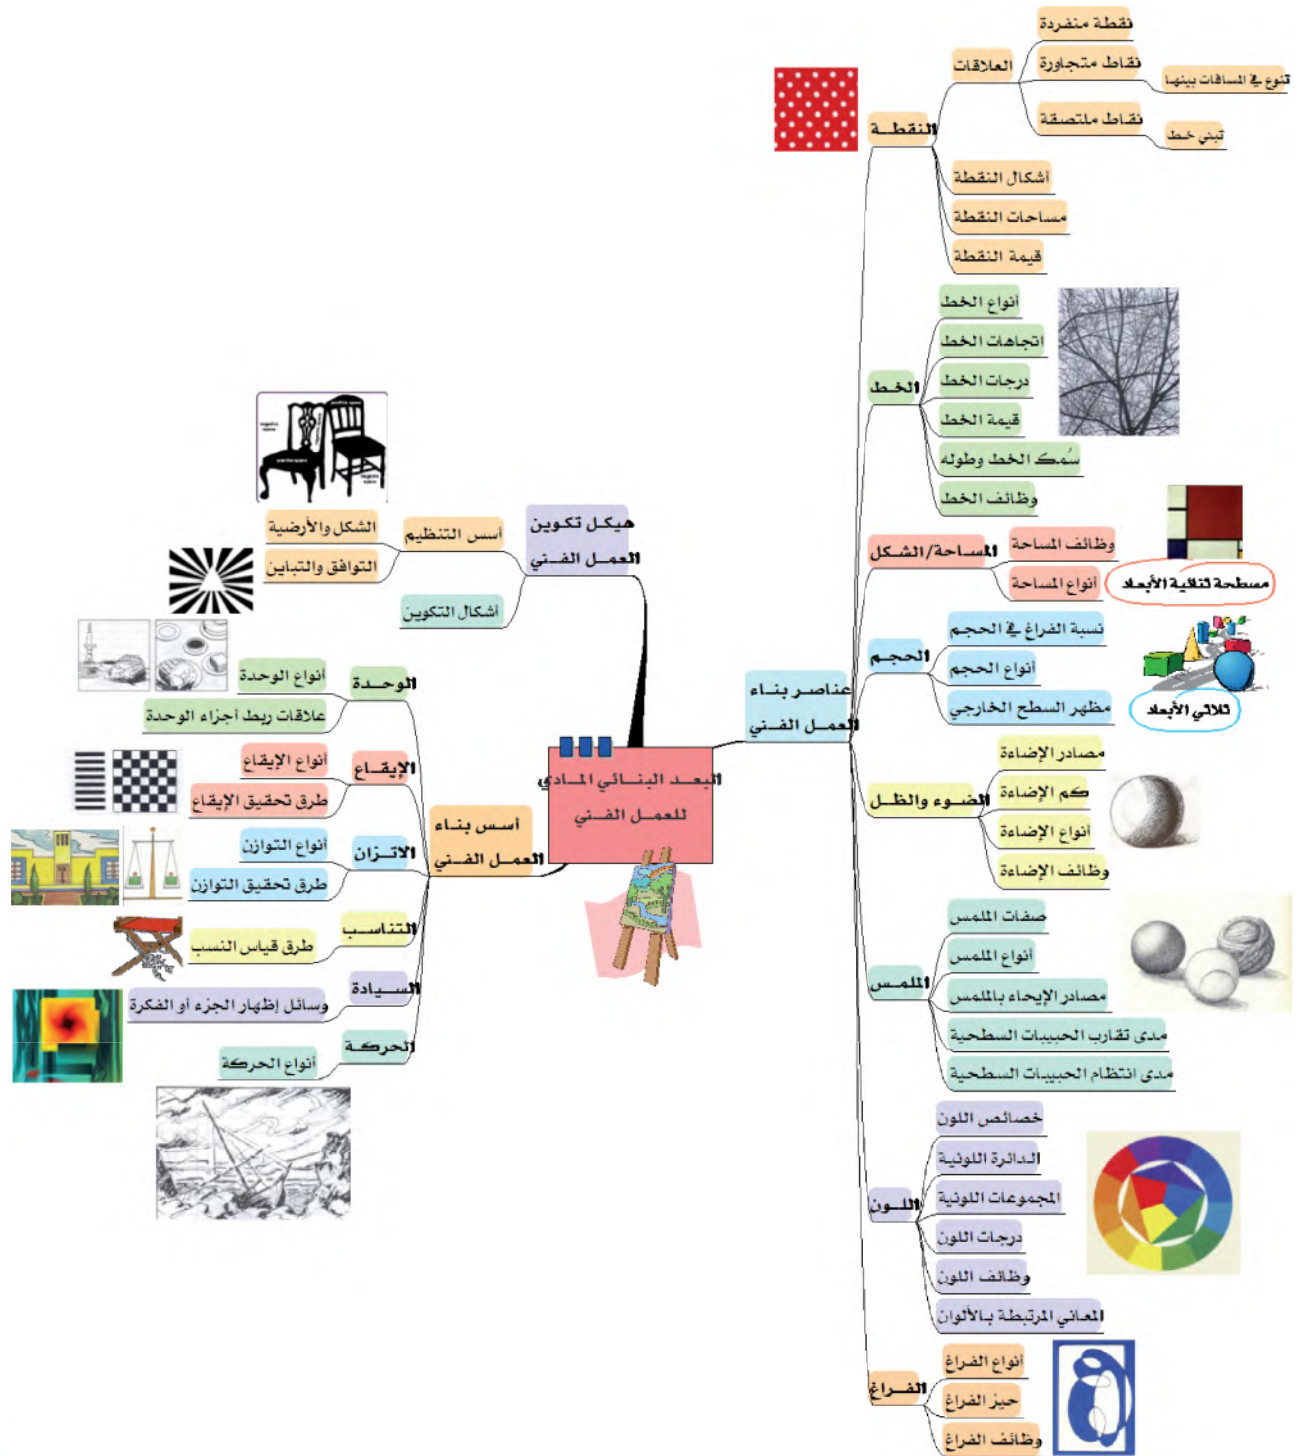 البعد البنائي المادي
للعمل الفني
عناصر بناء
العمل الفني
النقطة
العلاقات
نقطة منفردة
نقاط متجاورة
تنوع في المسافات بينها
نقاط ملتصقة
تبني خط
أشكال النقطة
مساحات النقطة
قيمة النقطة
الخط
أنواع الخط
اتجاهات الخط
درجات الخط
قيمة الخط
سُمك الخط وطوله
وظائف الخط
المساحة/الشكل
وظائف المساحة
أنواع المساحة
مسطحة ثنائية الأبعاد
الحجم
نسبة الفراغ في الحجم
أنواع الحجم
مظهر السطح الخارجي
ثلاثي الأبعاد
الضوء والظل
مصادر الإضاءة
كم الإضاءة
أنواع الإضاءة
وظائف الإضاءة
الملمس
صفات الملمس
أنواع الملمس
مصادر الإيحاء بالملمس
مدى تقارب الحبيبات السطحية
مدى انتظام الحبيبات السطحية
اللون
خصائص اللون
الدائرة اللونية
المجموعات اللونية
درجات اللون
وظائف اللون
المعاني المرتبطة بالألوان
الفراغ
أنواع الفراغ
حيز الفراغ
وظائف الفراغ
هيكل تكوين
العمل الفني
أسس التنظيم
الشكل والأرضية
التوافق والتباين
أشكال التكوين
أسس بناء
العمل الفني
الوحدة
أنواع الوحدة
علاقات ربط أجزاء الوحدة
الإيقاع
أنواع الإيقاع
طرق تحقيق الإيقاع
الاتزان
أنواع التوازن
طرق تحقيق التوازن
التناسب
طرق قياس النسب
السيادة
وسائل إظهار الجزء أو الفكرة
الحركة
أنواع الحركة